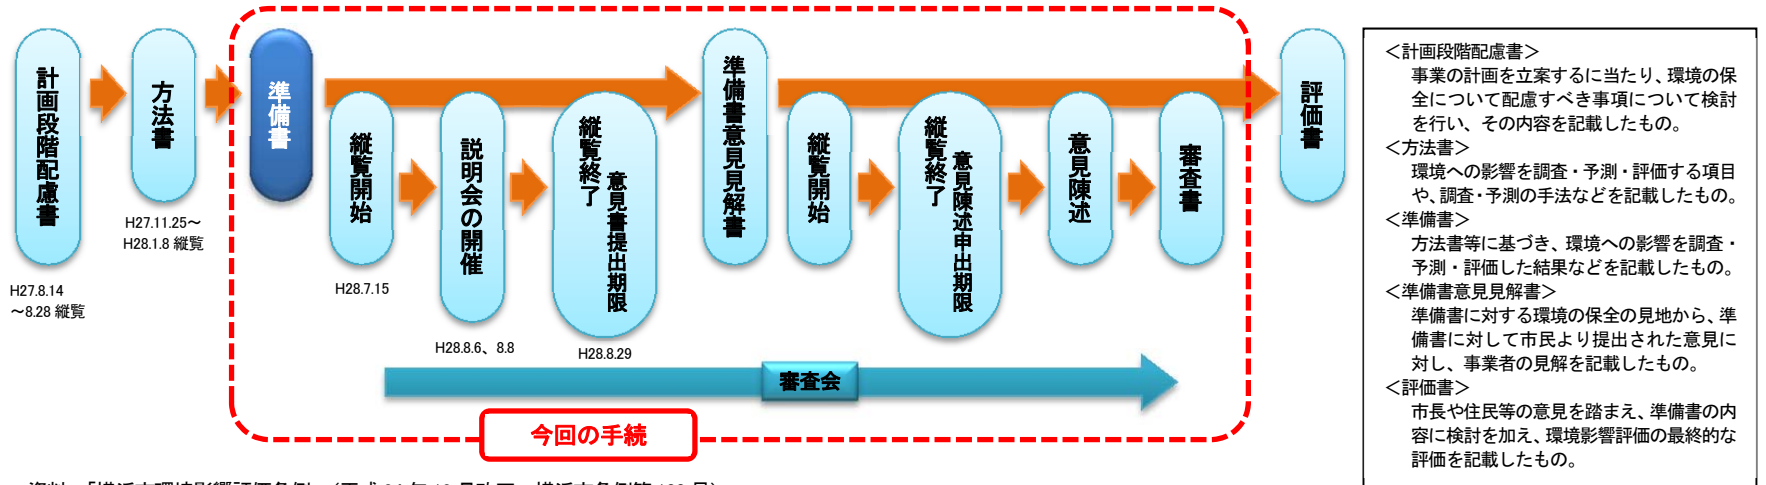 計画段階配慮書
H27.8.14
～8.28 縦覧
方法書
H27.11.25～
H28.1.8 縦覧
準備書
縦覧開始
H28.7.15
説明会の開催
H28.8.6、8.8
縦覧終了
意見書提出期限
H28.8.29
準備書意見見解書
縦覧開始
縦覧終了
意見陳述申出期限
意見陳述
審査書
審査会
今回の手続
評価書
＜計画段階配慮書＞
事業の計画を立案するに当たり、環境の保
全について配慮すべき事項について検討
を行い、その内容を記載したもの。
＜方法書＞
環境への影響を調査・予測・評価する項目
や、調査・予測の手法などを記載したもの。
＜準備書＞
方法書等に基づき、環境への影響を調査・
予測・評価した結果などを記載したもの。
＜準備書意見見解書＞
準備書に対する環境の保全の見地から、準
備書に対して市民より提出された意見に
対し、事業者の見解を記載したもの。
＜評価書＞
市長や住民等の意見を踏まえ、準備書の内
容に検討を加え、環境影響評価の最終的な
評価を記載したもの。